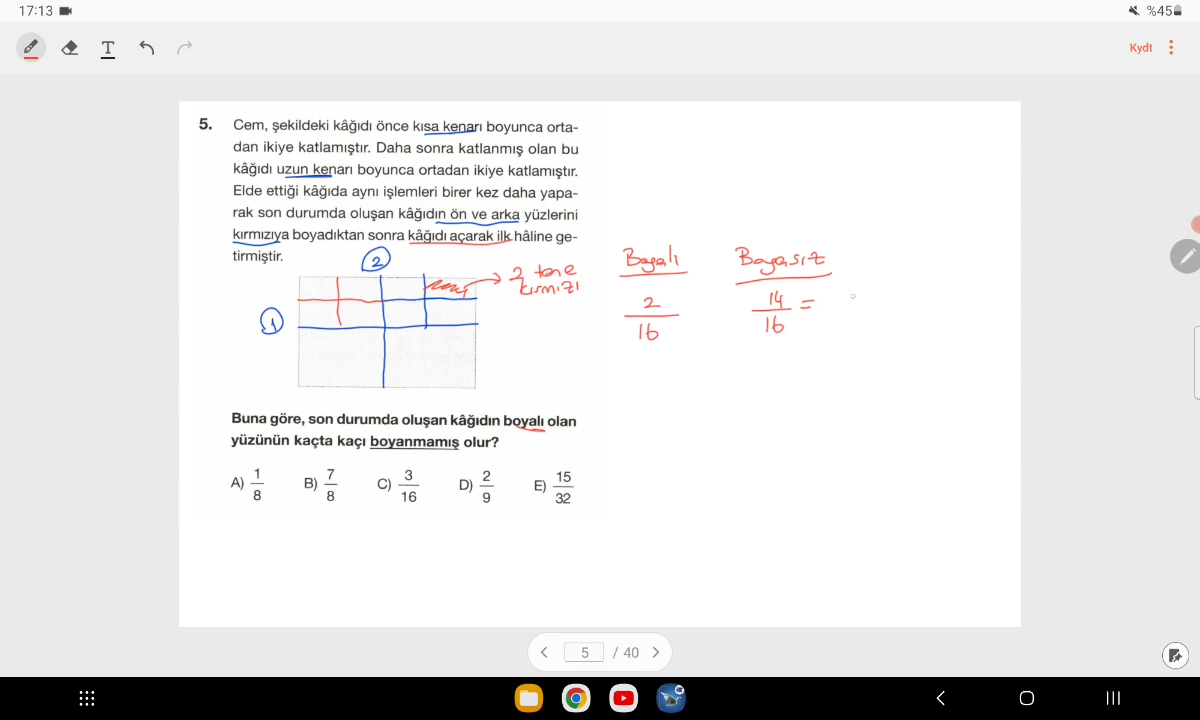 17:13
%45
T
Kydt
5. Cem, şekildeki kâğıdı önce kısa kenarı boyunca orta-
dan ikiye katlamıştır. Daha sonra katlanmış olan bu
kâğıdı uzun kenarı boyunca ortadan ikiye katlamıştır.
Elde ettiği kâğıda aynı işlemleri birer kez daha yapa-
rak son durumda oluşan kâğıdın ön ve arka yüzlerini
kırmızıya boyadıktan sonra kâğıdı açarak ilk hâline ge-
tirmiştir.
2
1
2 tane
kırmızı
Boyalı
2/16
Boyasız
14/16 =
Buna göre, son durumda oluşan kâğıdın boyalı olan
yüzünün kaçta kaçı boyanmamış olur?
A) 1/8 B) 7/8 C) 3/16 D) 2/9 E) 15/32
5 / 40